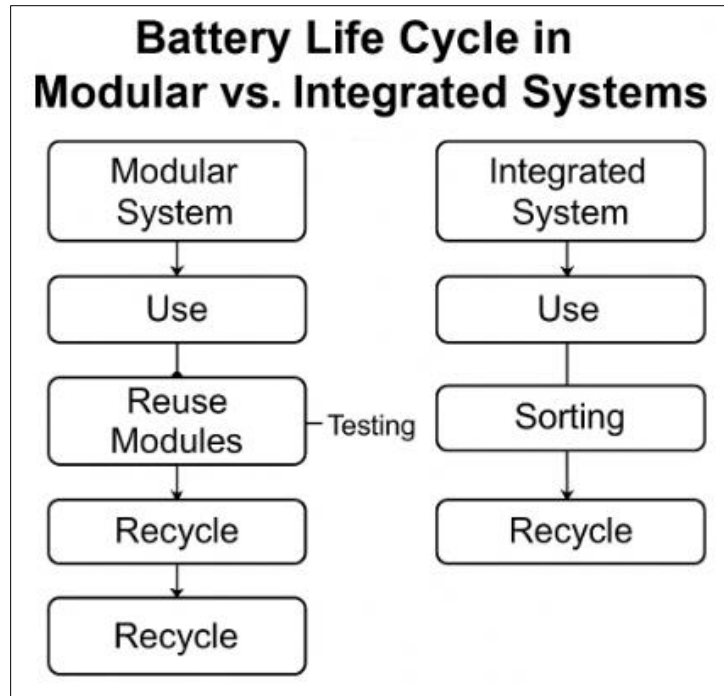 Battery Life Cycle in
Modular vs. Integrated Systems
Modular
System
Use
Reuse
Modules
Testing
Recycle
Recycle
Integrated
System
Use
Sorting
Recycle